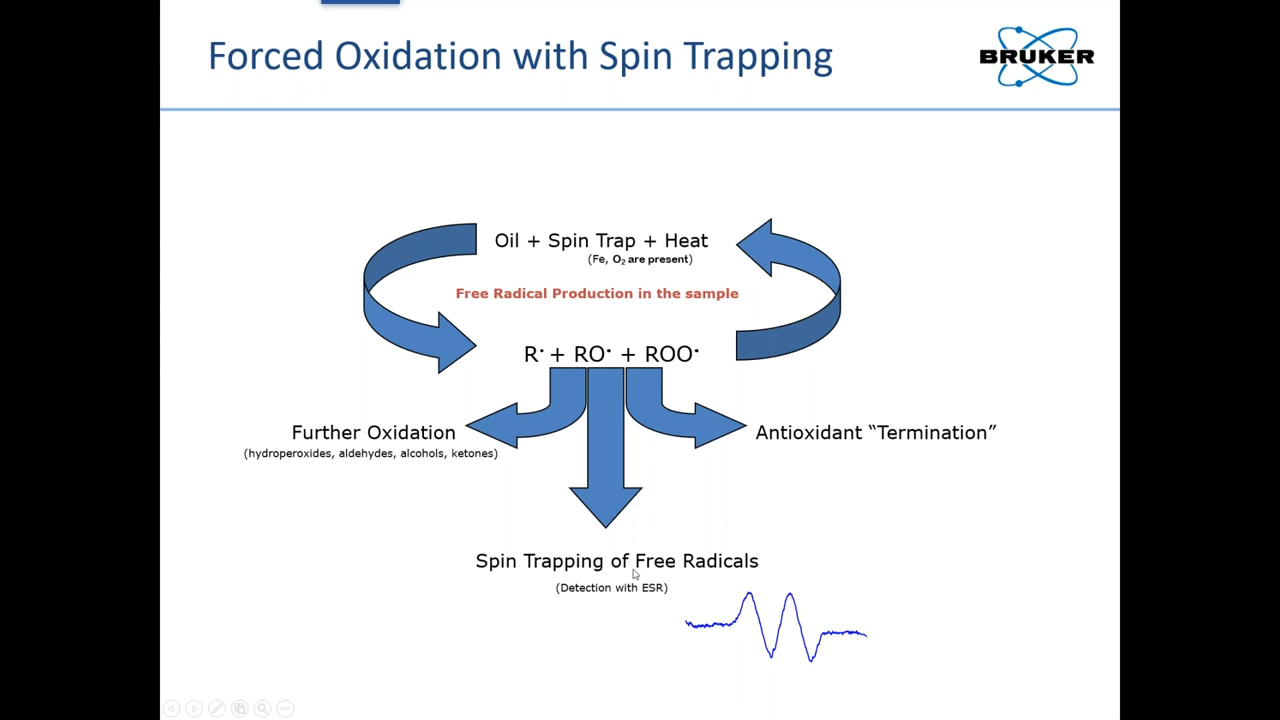 Forced Oxidation with Spin Trapping
BRUKER
Oil + Spin Trap + Heat
(Fe, O₂ are present)
Free Radical Production in the sample
R· + RO· + ROO·
Further Oxidation
(hydroperoxides, aldehydes, alcohols, ketones)
Antioxidant “Termination”
Spin Trapping of Free Radicals
(Detection with ESR)